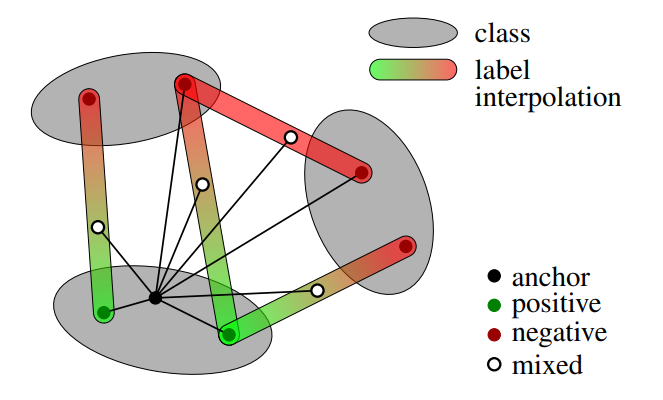 class
label
interpolation
anchor
positive
negative
mixed